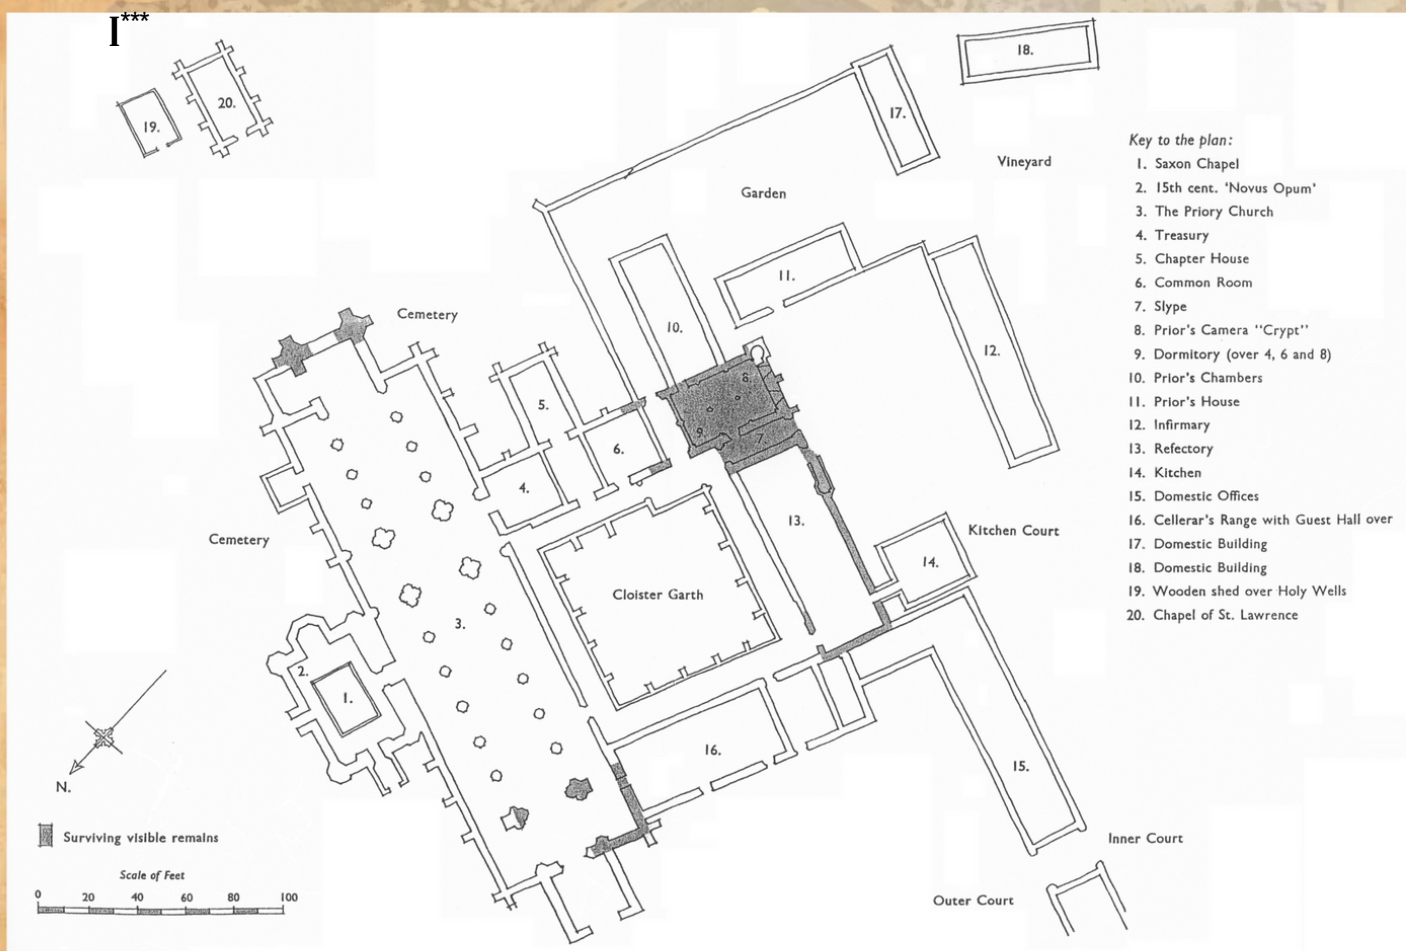 I***
18.
20.
19.
17.
Vineyard
Garden
Key to the plan:
1. Saxon Chapel
2. 15th cent. 'Novus Opum'
3. The Priory Church
4. Treasury
5. Chapter House
6. Common Room
7. Slype
8. Prior's Camera "Crypt"
9. Dormitory (over 4, 6 and 8)
10. Prior's Chambers
11. Prior's House
12. Infirmary
13. Refectory
14. Kitchen
15. Domestic Offices
16. Cellerar's Range with Guest Hall over
17. Domestic Building
18. Domestic Building
19. Wooden shed over Holy Wells
20. Chapel of St. Lawrence
11.
Cemetery
10.
12.
8.
5.
9.
7.
6.
4.
13.
Kitchen Court
Cemetery
14.
Cloister Garth
3.
2.
1.
16.
15.
N.
Surviving visible remains
Inner Court
Scale of Feet
0 20 40 60 80 100
Outer Court